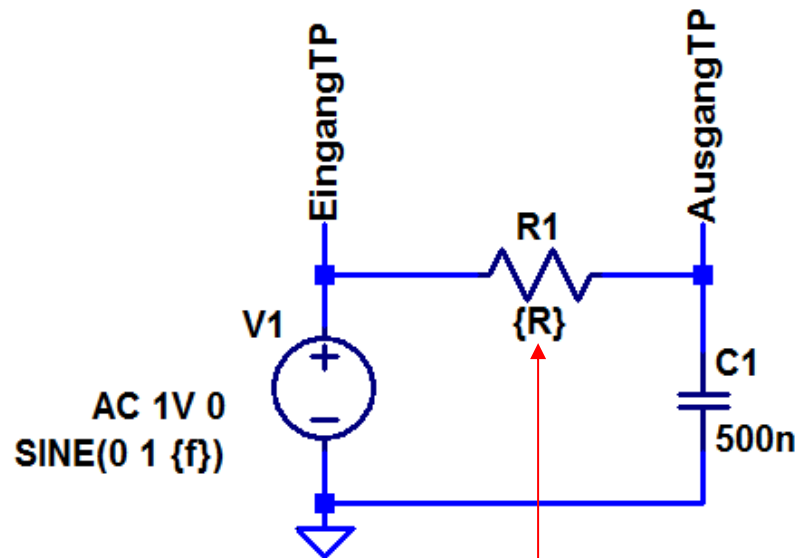 EingangTP
AusgangTP
R1
{R}
V1
+
−
AC 1V 0
SINE(0 1 {f})
C1
500n